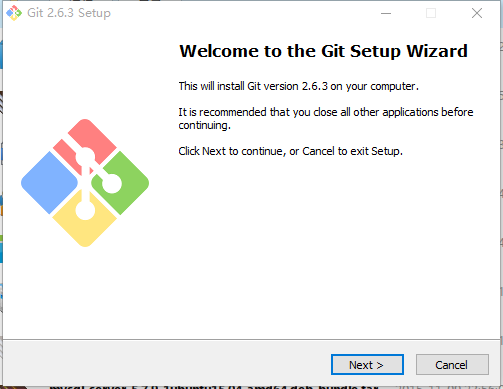 Git 2.6.3 Setup
Welcome to the Git Setup Wizard
This will install Git version 2.6.3 on your computer.
It is recommended that you close all other applications before
continuing.
Click Next to continue, or Cancel to exit Setup.
Next >
Cancel